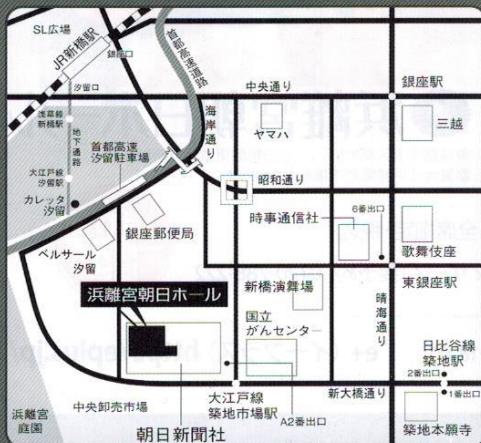 SL広場
JR新橋駅
銀座口
汐留口
首都高速道路
中央通り
銀座駅
浅草線
新橋駅
地下通路
海岸通り
ヤマハ
三越
首都高速
汐留駐車場
大江戸線
汐留駅
昭和通り
カレッタ
汐留
時事通信社
6番出口
銀座郵便局
歌舞伎座
ベルサール
汐留
東銀座駅
浜離宮朝日ホール
新橋演舞場
晴海通り
国立
がんセンター
日比谷線
築地駅
2番出口
新大橋通り
1番出口
浜離宮
庭園
中央卸売市場
大江戸線
築地市場駅
A2番出口
朝日新聞社
築地本願寺